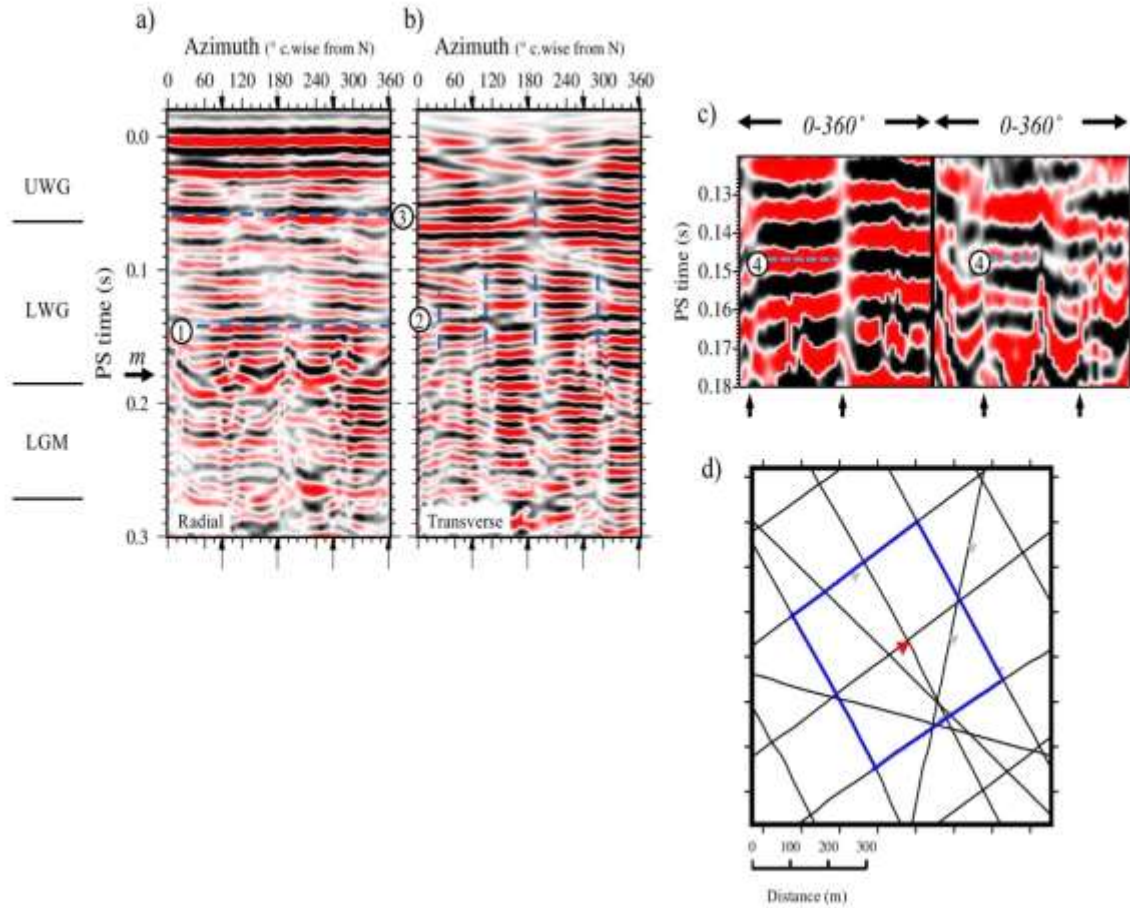 a)
b)
Azimuth (° c.wise from N)
Azimuth (° c.wise from N)
0 60 120 180 240 300 360
0 60 120 180 240 300 360
c)
0-360°
0-360°
0.0
0.1
0.2
0.3
PS time (s)
UWG
LWG
LGM
m
1
2
3
Radial
Transverse
0.13
0.14
0.15
0.16
0.17
0.18
PS time (s)
4
4
d)
0 100 200 300
Distance (m)